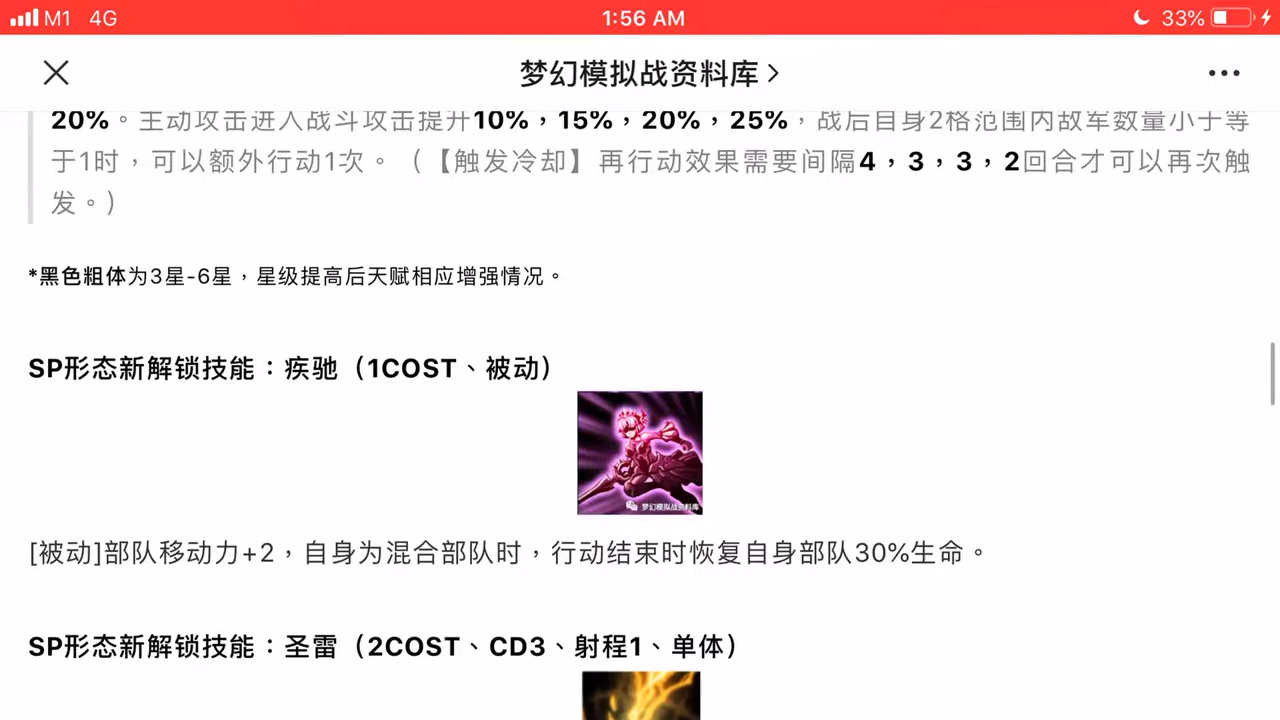 M1 4G 1:56 AM 33%
梦幻模拟战资料库
20%。主动攻击进入战斗攻击提升10%，15%，20%，25%，战后自身2格范围内敌军数量小于等
于1时，可以额外行动1次。（【触发冷却】再行动效果需要间隔4，3，3，2回合才可以再次触
发。）
*黑色粗体为3星-6星，星级提高后天赋相应增强情况。
SP形态新解锁技能：疾驰（1COST、被动）
梦幻模拟战资料库
[被动]部队移动力+2，自身为混合部队时，行动结束时恢复自身部队30%生命。
SP形态新解锁技能：圣雷（2COST、CD3、射程1、单体）